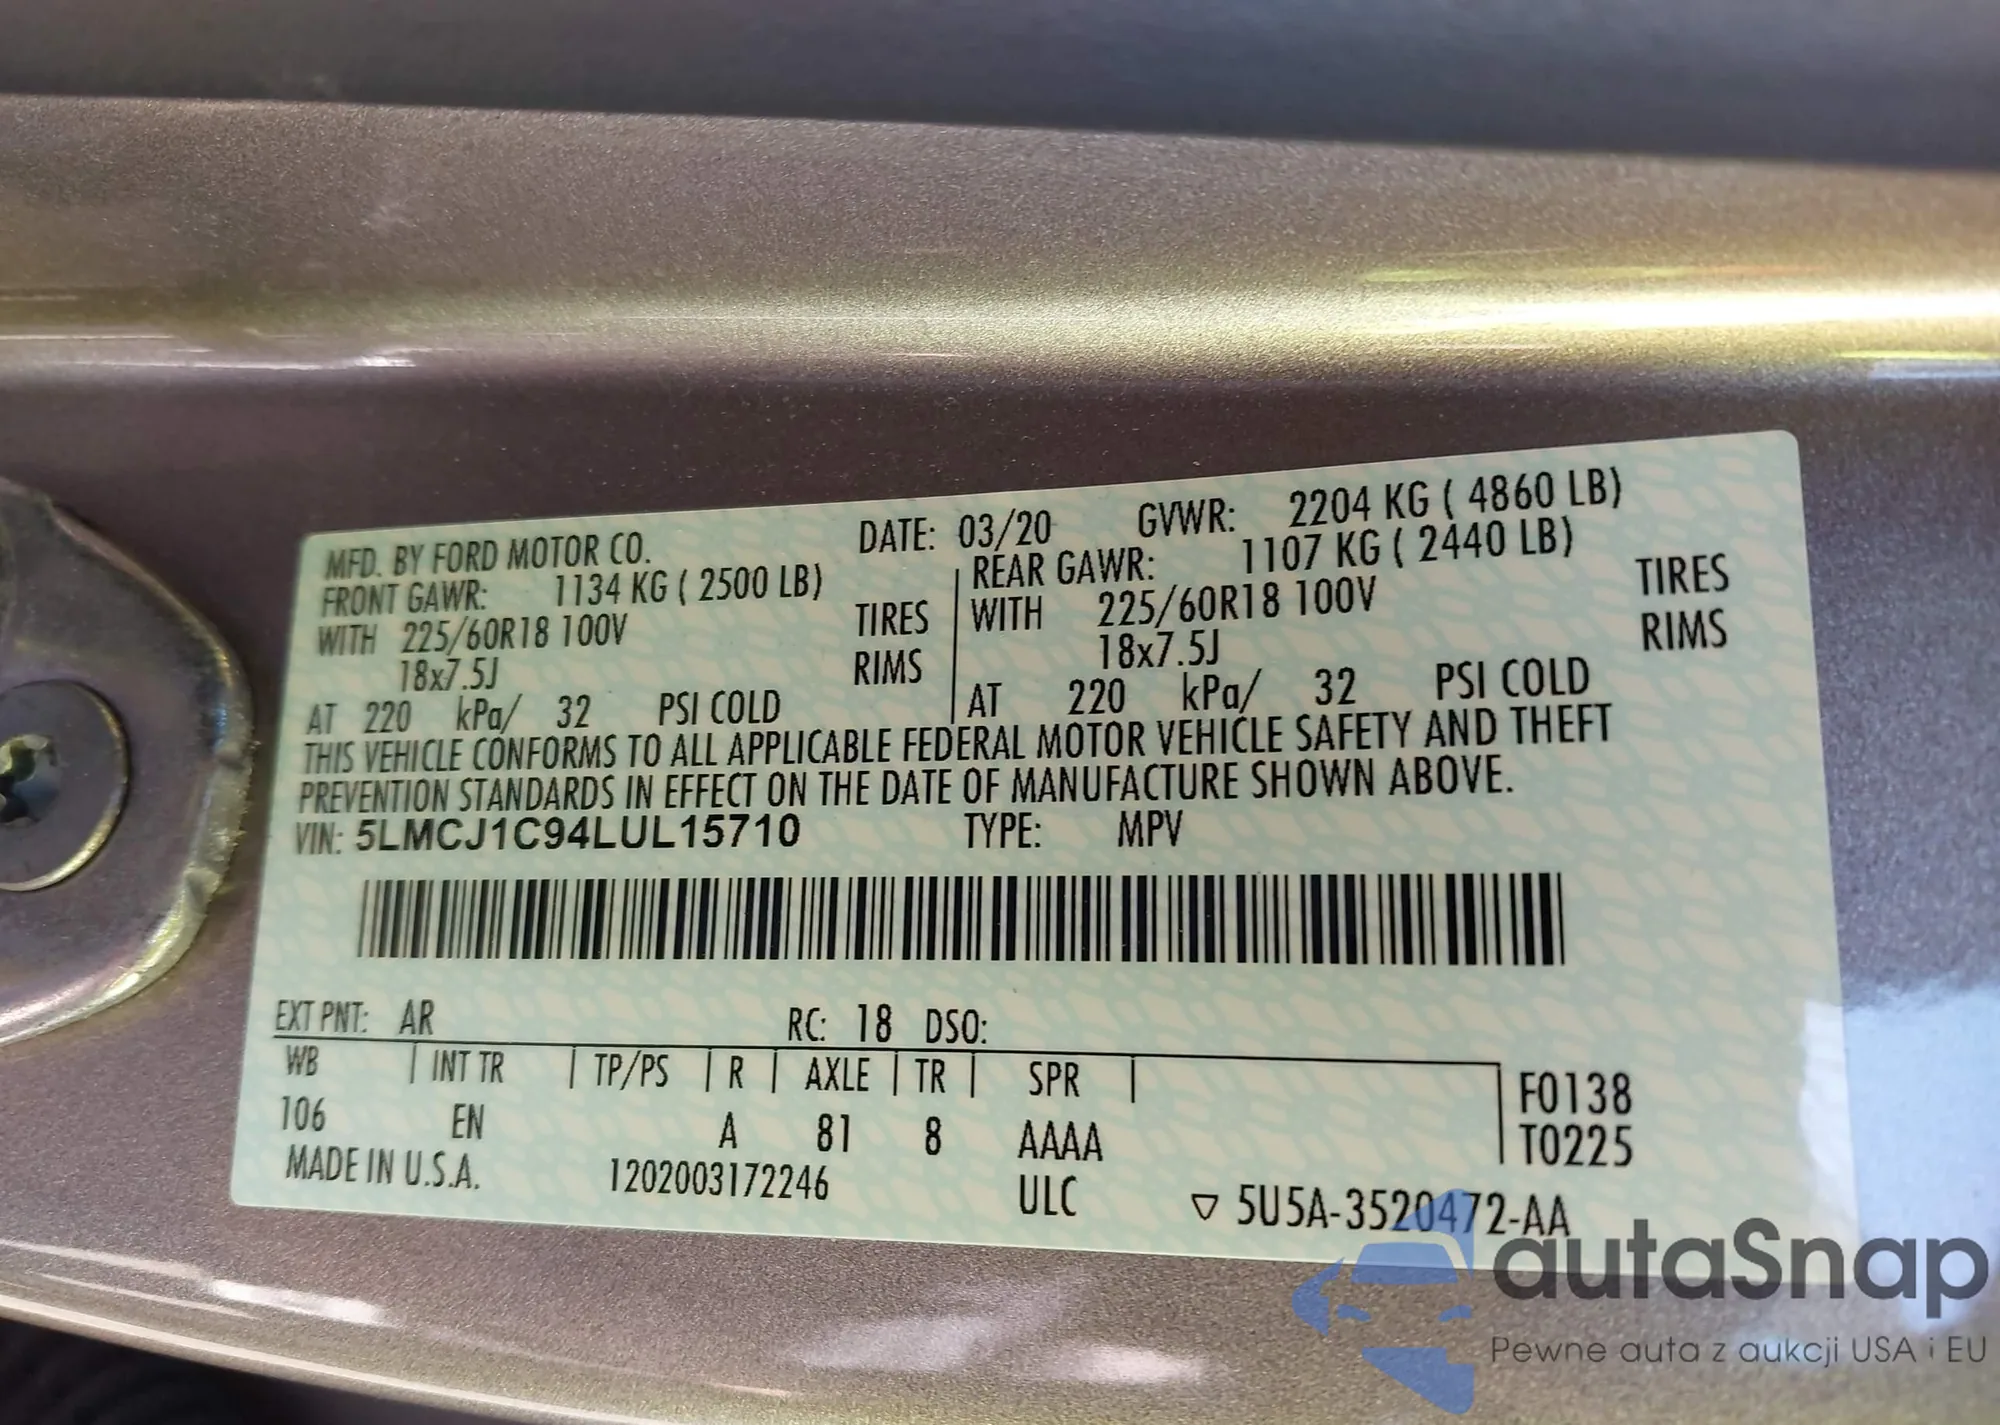 MFD. BY FORD MOTOR CO. DATE: 03/20 GVWR: 2204 KG ( 4860 LB)
FRONT GAWR: 1134 KG ( 2500 LB) REAR GAWR: 1107 KG ( 2440 LB)
WITH 225/60R18 100V TIRES WITH 225/60R18 100V TIRES
18x7.5J RIMS 18x7.5J RIMS
AT 220 kPa/ 32 PSI COLD AT 220 kPa/ 32 PSI COLD
THIS VEHICLE CONFORMS TO ALL APPLICABLE FEDERAL MOTOR VEHICLE SAFETY AND THEFT
PREVENTION STANDARDS IN EFFECT ON THE DATE OF MANUFACTURE SHOWN ABOVE.
VIN: 5LMCJ1C94LUL15710 TYPE: MPV
EXT PNT: AR RC: 18 DSO:
WB INT TR TP/PS R AXLE TR SPR F0138
106 EN A 81 8 AAAA T0225
MADE IN U.S.A. 1202003172246 ULC ▽ 5U5A-3520472-AA
autaSnap
Pewne auta z aukcji USA i EU